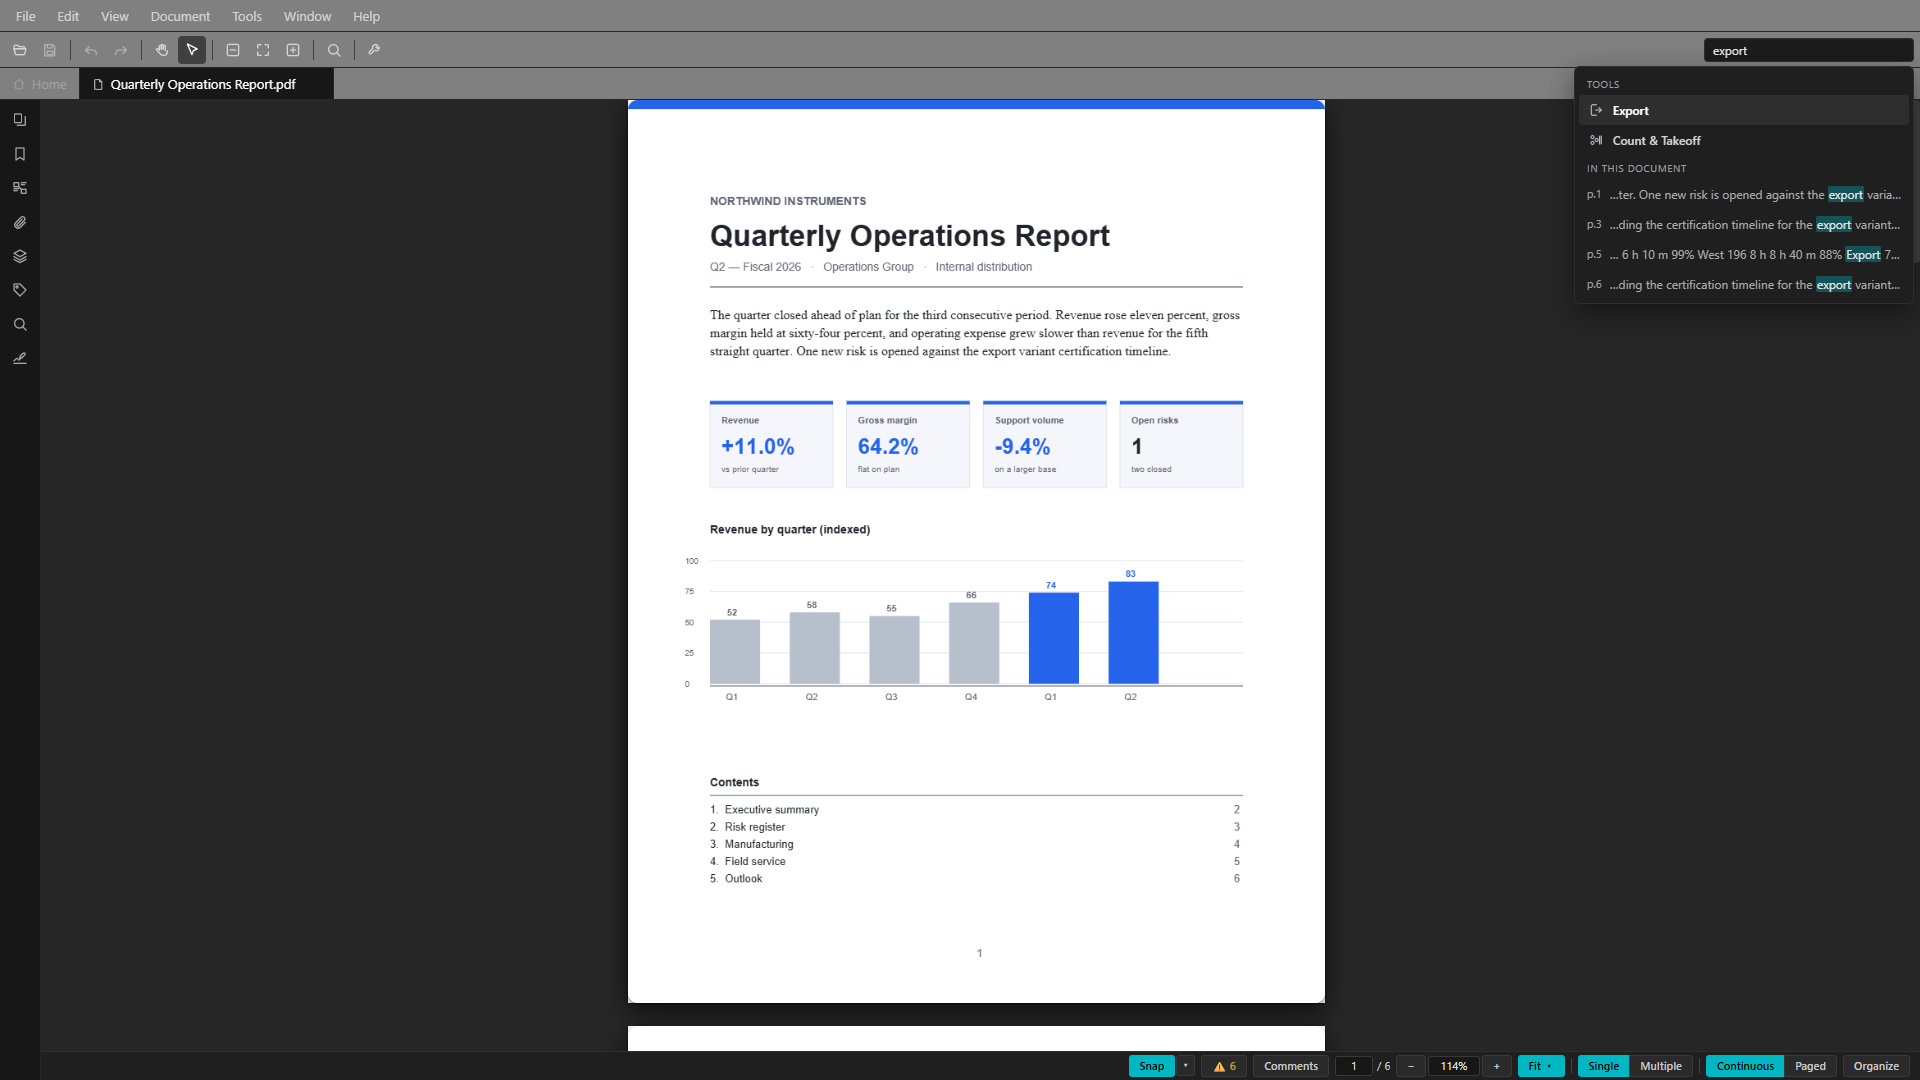 File Edit View Document Tools Window Help
export
Home Quarterly Operations Report.pdf
TOOLS
Export
Count & Takeoff
IN THIS DOCUMENT
p.1 ...ter. One new risk is opened against the export varia...
p.3 ...ding the certification timeline for the export variant...
p.5 ... 6 h 10 m 99% West 196 8 h 8 h 40 m 88% Export 7...
p.6 ...ding the certification timeline for the export variant...
NORTHWIND INSTRUMENTS
Quarterly Operations Report
Q2 — Fiscal 2026 · Operations Group · Internal distribution
The quarter closed ahead of plan for the third consecutive period. Revenue rose eleven percent, gross
margin held at sixty-four percent, and operating expense grew slower than revenue for the fifth
straight quarter. One new risk is opened against the export variant certification timeline.
Revenue
+11.0%
vs prior quarter
Gross margin
64.2%
flat on plan
Support volume
-9.4%
on a larger base
Open risks
1
two closed
Revenue by quarter (indexed)
100
75
50
25
0
52 58 55 66 74 83
Q1 Q2 Q3 Q4 Q1 Q2
Contents
1. Executive summary 2
2. Risk register 3
3. Manufacturing 4
4. Field service 5
5. Outlook 6
1
Snap 6 Comments 1 / 6 − 114% + Fit Single Multiple Continuous Paged Organize